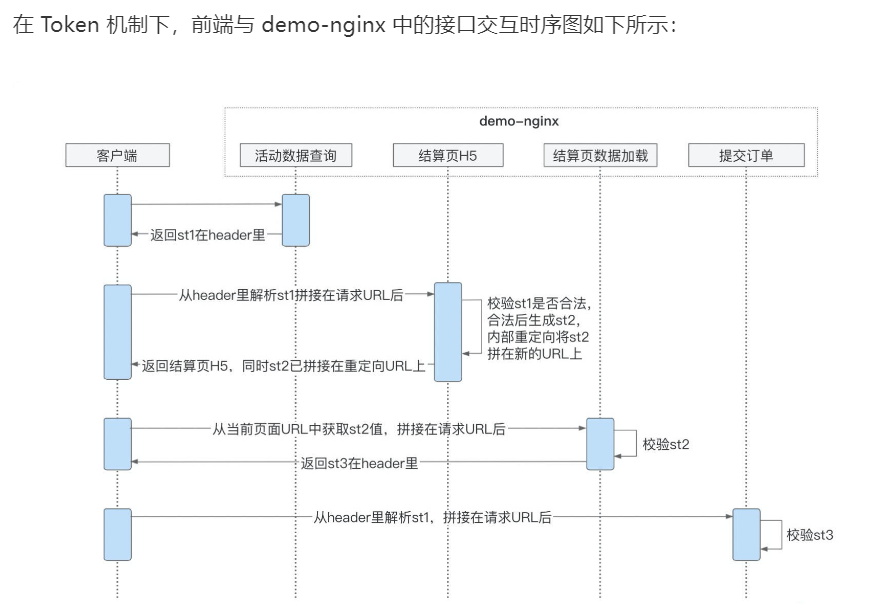 在 Token 机制下，前端与 demo-nginx 中的接口交互时序图如下所示：
demo-nginx
客户端
活动数据查询
结算页H5
结算页数据加载
提交订单
返回st1在header里
从header里解析st1拼接在请求URL后
校验st1是否合法，
合法后生成st2，
内部重定向将st2
拼在新的URL上
返回结算页H5，同时st2已拼接在重定向URL上
从当前页面URL中获取st2值，拼接在请求URL后
校验st2
返回st3在header里
从header里解析st1，拼接在请求URL后
校验st3